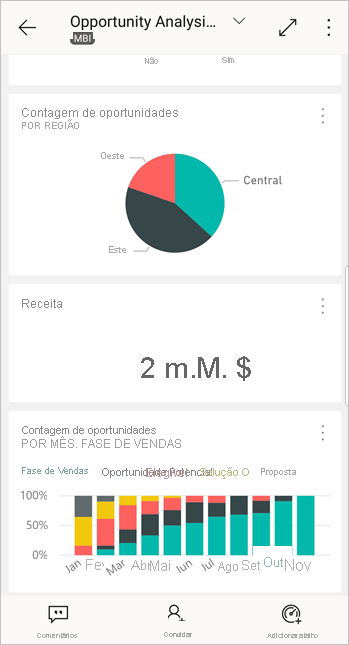 Opportunity Analysi...
MBI
Não Sim
Contagem de oportunidades
POR REGIÃO
Oeste
Central
Este
Receita
2 m.M. $
Contagem de oportunidades
POR MÊS. FASE DE VENDAS
Fase de Vendas Oportunidade Potencial Solução O Proposta
100%
50%
0%
Jan Fev Mar Abr Mai Jun Jul Ago Set Out Nov
Comentários Convidar Adicionar atalho